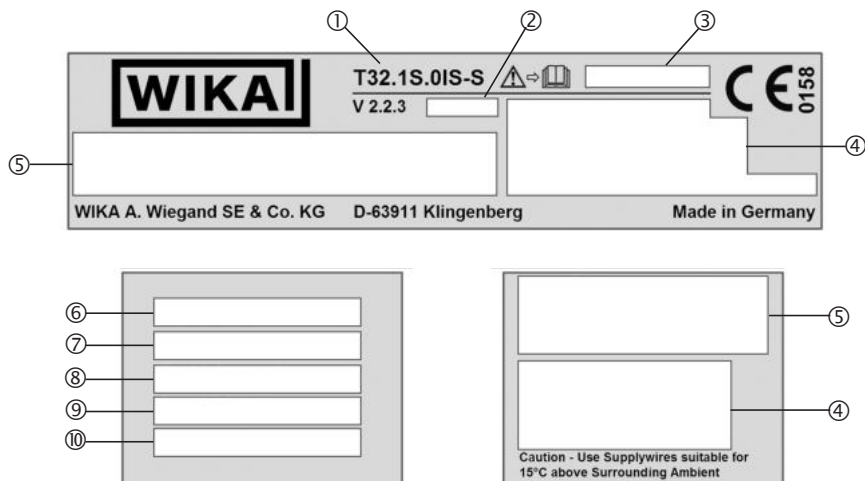 ① ② ③
WIKA T32.1S.0IS-S
V 2.2.3
0158
⑤ ④
WIKA A. Wiegand SE & Co. KG D-63911 Klingenberg Made in Germany
⑥
⑦
⑧
⑨
⑩
⑤
④
Caution - Use Supplywires suitable for
15°C above Surrounding Ambient